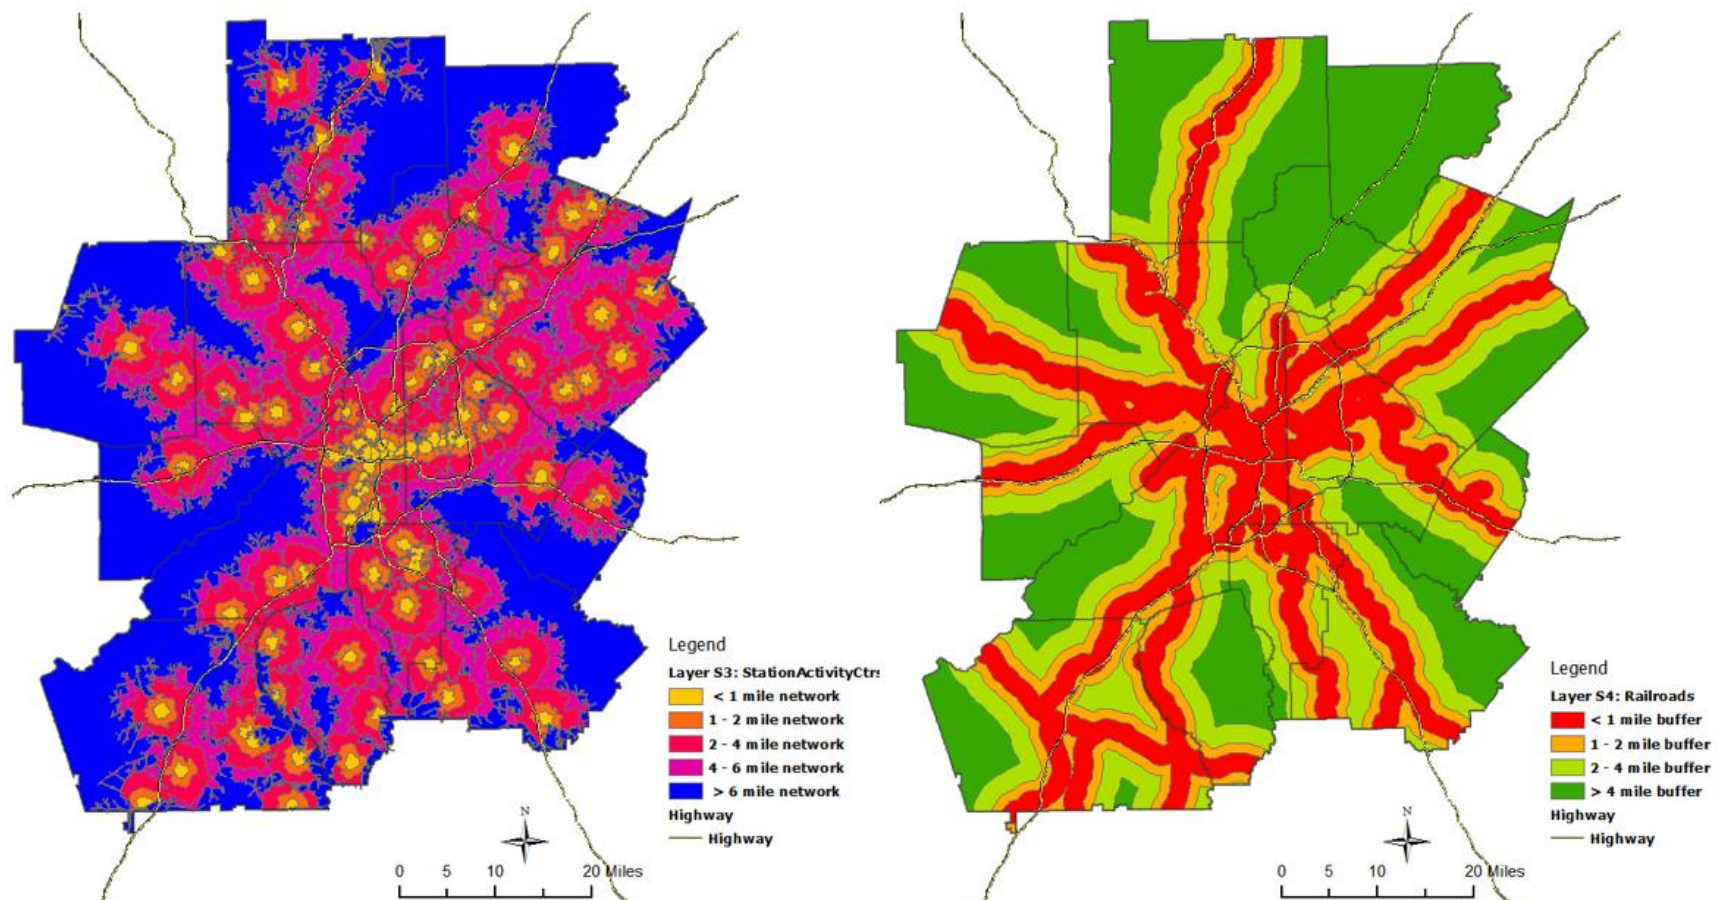 Legend
Layer S3: StationActivityCtrs
< 1 mile network
1 - 2 mile network
2 - 4 mile network
4 - 6 mile network
> 6 mile network
Highway
Highway
N
0 5 10 20 Miles
Legend
Layer S4: Railroads
< 1 mile buffer
1 - 2 mile buffer
2 - 4 mile buffer
> 4 mile buffer
Highway
Highway
N
0 5 10 20 Miles